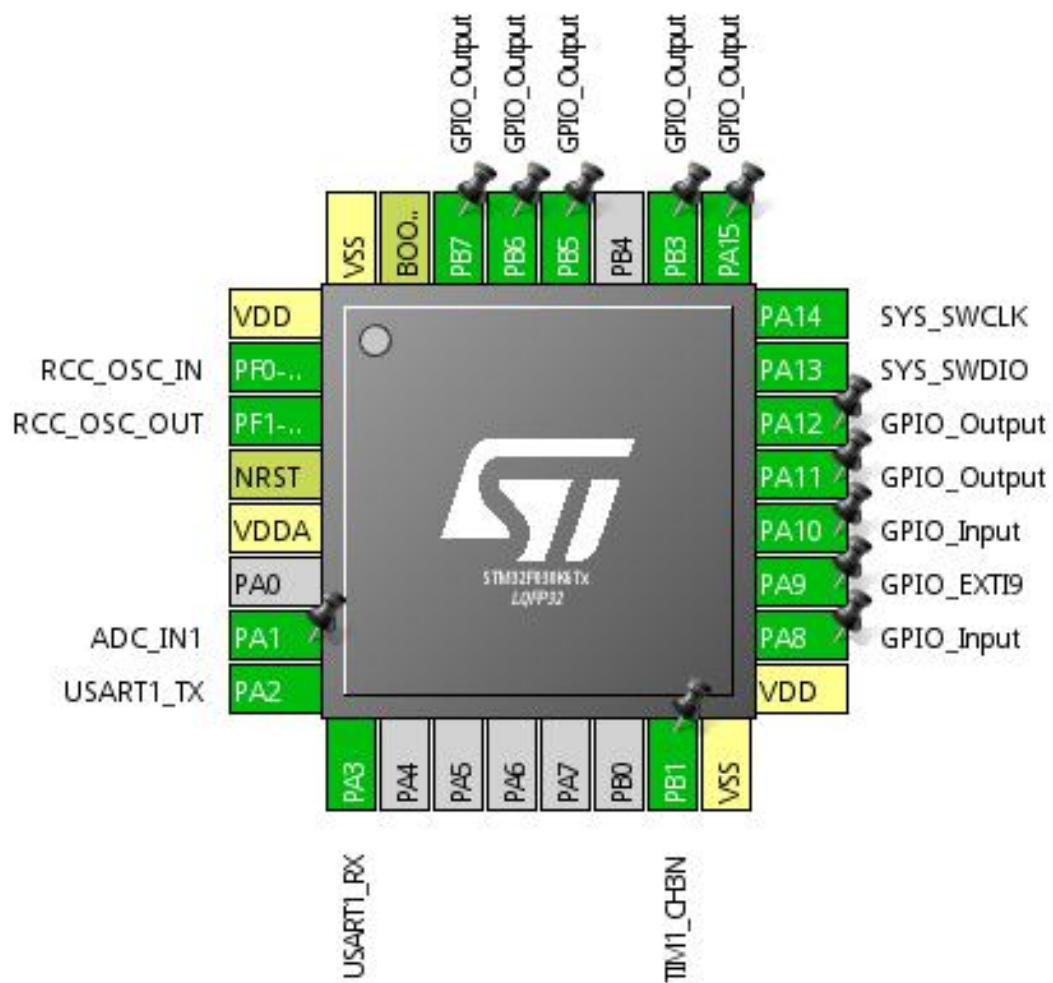 GPIO_Output
GPIO_Output
GPIO_Output
GPIO_Output
GPIO_Output
VSS
BOO..
PB7
PB6
PB5
PB4
PB3
PA15
VDD
RCC_OSC_IN PF0-..
RCC_OSC_OUT PF1-..
NRST
VDDA
PA0
ADC_IN1 PA1
USART1_TX PA2
PA14 SYS_SWCLK
PA13 SYS_SWDIO
PA12 GPIO_Output
PA11 GPIO_Output
PA10 GPIO_Input
PA9 GPIO_EXTI9
PA8 GPIO_Input
VDD
STM32F030K6Tx
LQFP32
PA3
PA4
PA5
PA6
PA7
PB0
PB1
VSS
USART1_RX
TIM1_CH3N